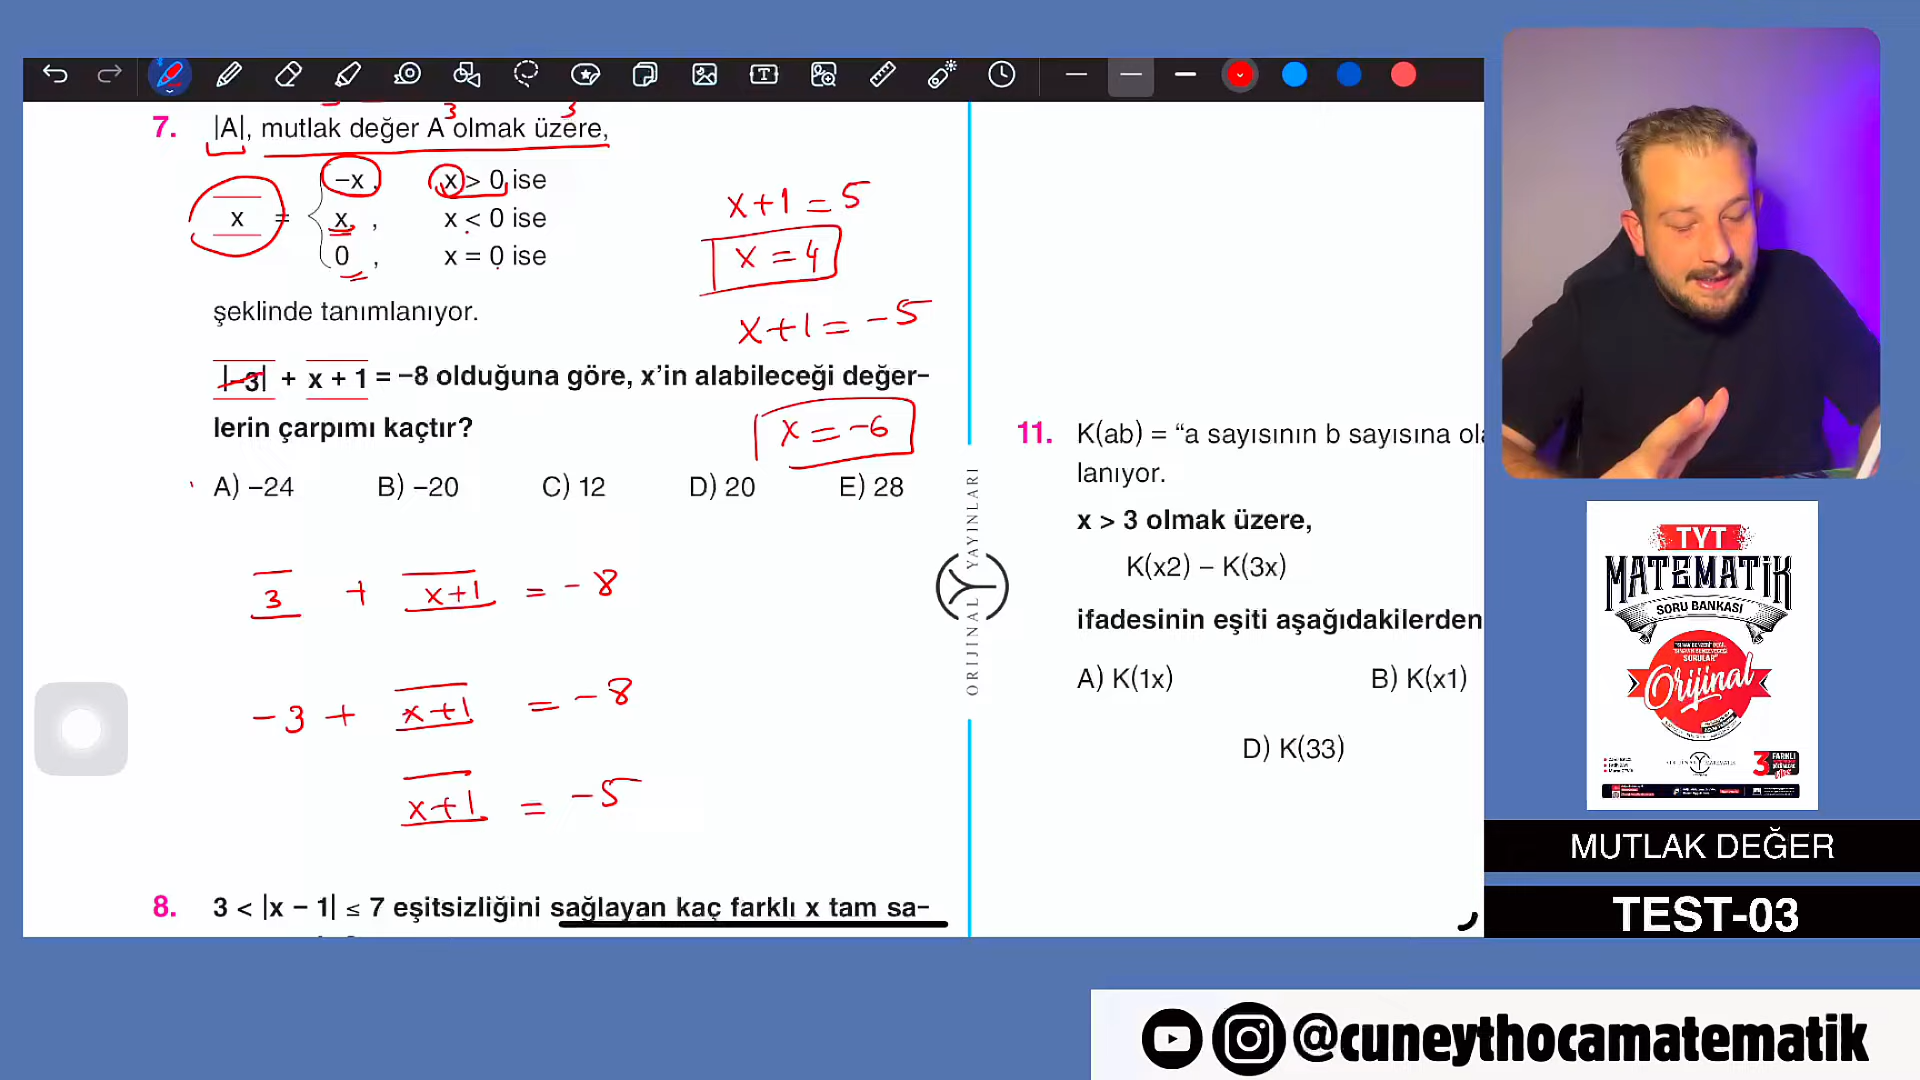 7. |A|, mutlak değer A olmak üzere,
x = { −x , x > 0 ise
x , x < 0 ise
0 , x = 0 ise
şeklinde tanımlanıyor.
|−3| + x + 1 = −8 olduğuna göre, x’in alabileceği değer-
lerin çarpımı kaçtır?
A) −24 B) −20 C) 12 D) 20 E) 28
3 3
x+1 = 5
x = 4
x+1 = -5
x = -6
3 + x+1 = -8
-3 + x+1 = -8
x+1 = -5
8. 3 < |x − 1| ≤ 7 eşitsizliğini sağlayan kaç farklı x tam sa-
ORİJİNAL YAYINLARI
11. K(ab) = “a sayısının b sayısına
lanıyor.
x > 3 olmak üzere,
K(x2) − K(3x)
ifadesinin eşiti aşağıdakilerden
A) K(1x) B) K(x1)
D) K(33)
TYT
MATEMATİK
SORU BANKASI
Orijinal
3 FARKLI
MUTLAK DEĞER
TEST-03
@cuneythocamatematik